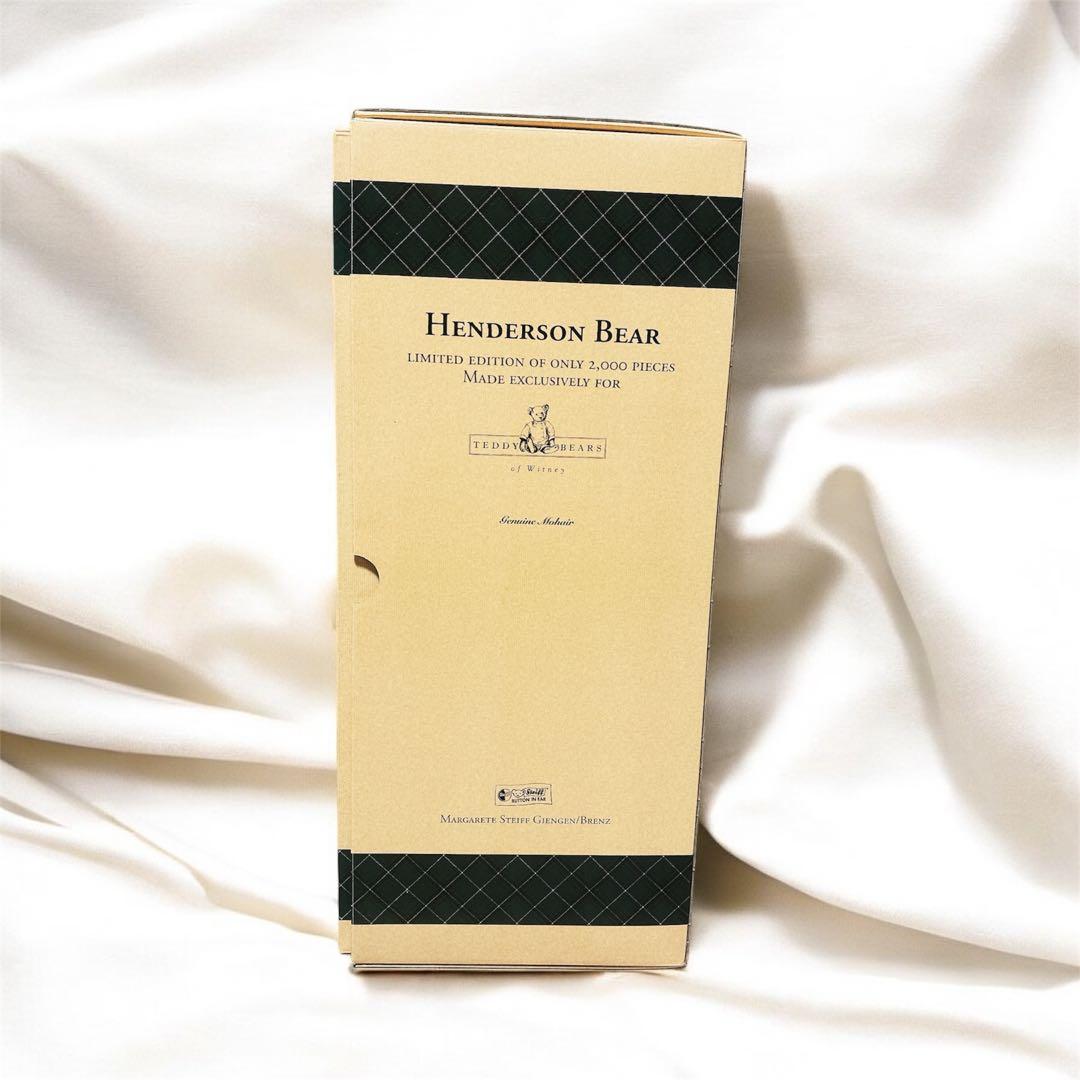 HENDERSON BEAR
LIMITED EDITION OF ONLY 2,000 PIECES
MADE EXCLUSIVELY FOR
TEDDY BEARS
of Witney
Genuine Mohair
Steiff
BUTTON IN EAR
MARGARETE STEIFF GIENGEN/BRENZ